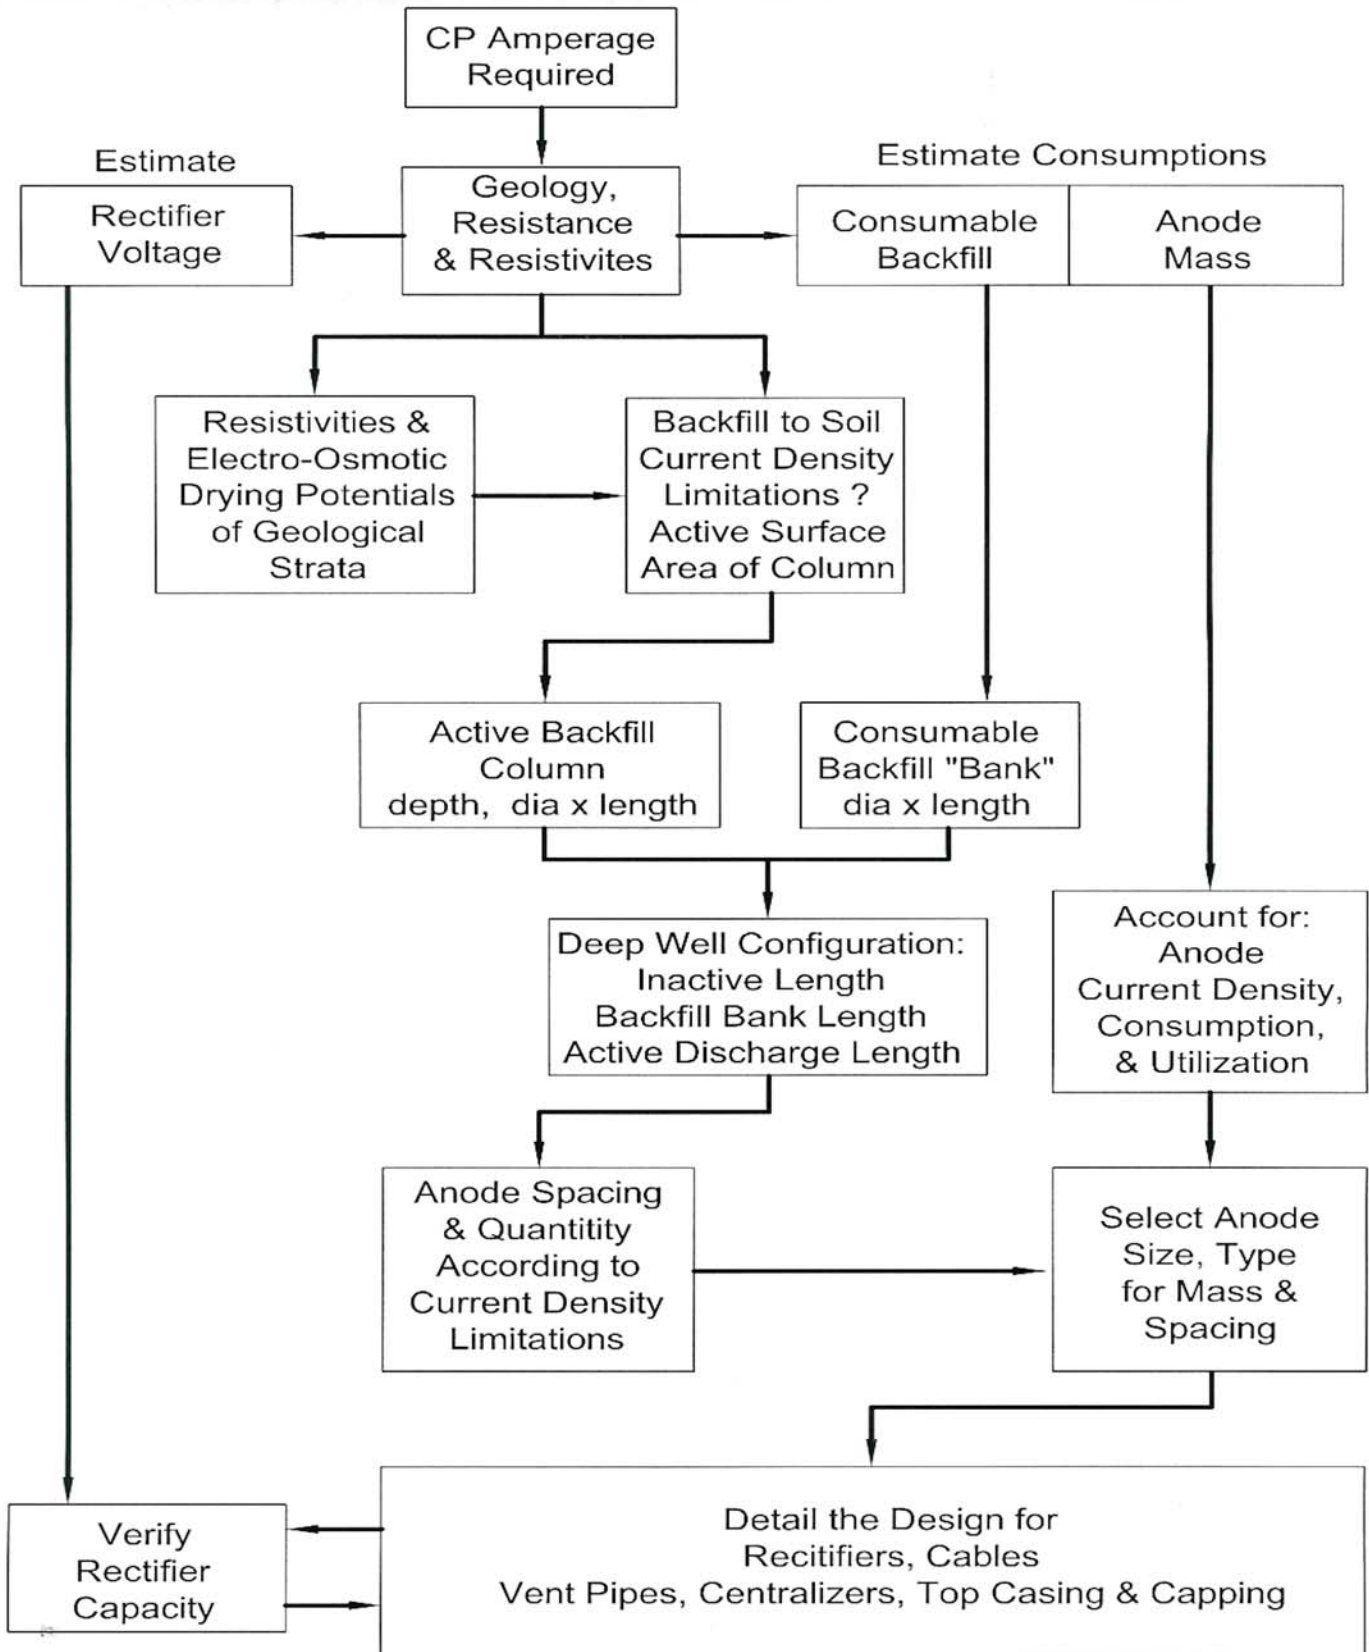 CP Amperage
Required
Estimate
Estimate Consumptions
Rectifier
Voltage
Geology,
Resistance
& Resistivites
Consumable
Backfill
Anode
Mass
Resistivities &
Electro-Osmotic
Drying Potentials
of Geological
Strata
Backfill to Soil
Current Density
Limitations ?
Active Surface
Area of Column
Active Backfill
Column
depth, dia x length
Consumable
Backfill "Bank"
dia x length
Deep Well Configuration:
Inactive Length
Backfill Bank Length
Active Discharge Length
Account for:
Anode
Current Density,
Consumption,
& Utilization
Anode Spacing
& Quantitity
According to
Current Density
Limitations
Select Anode
Size, Type
for Mass &
Spacing
Verify
Rectifier
Capacity
Detail the Design for
Recitifiers, Cables
Vent Pipes, Centralizers, Top Casing & Capping